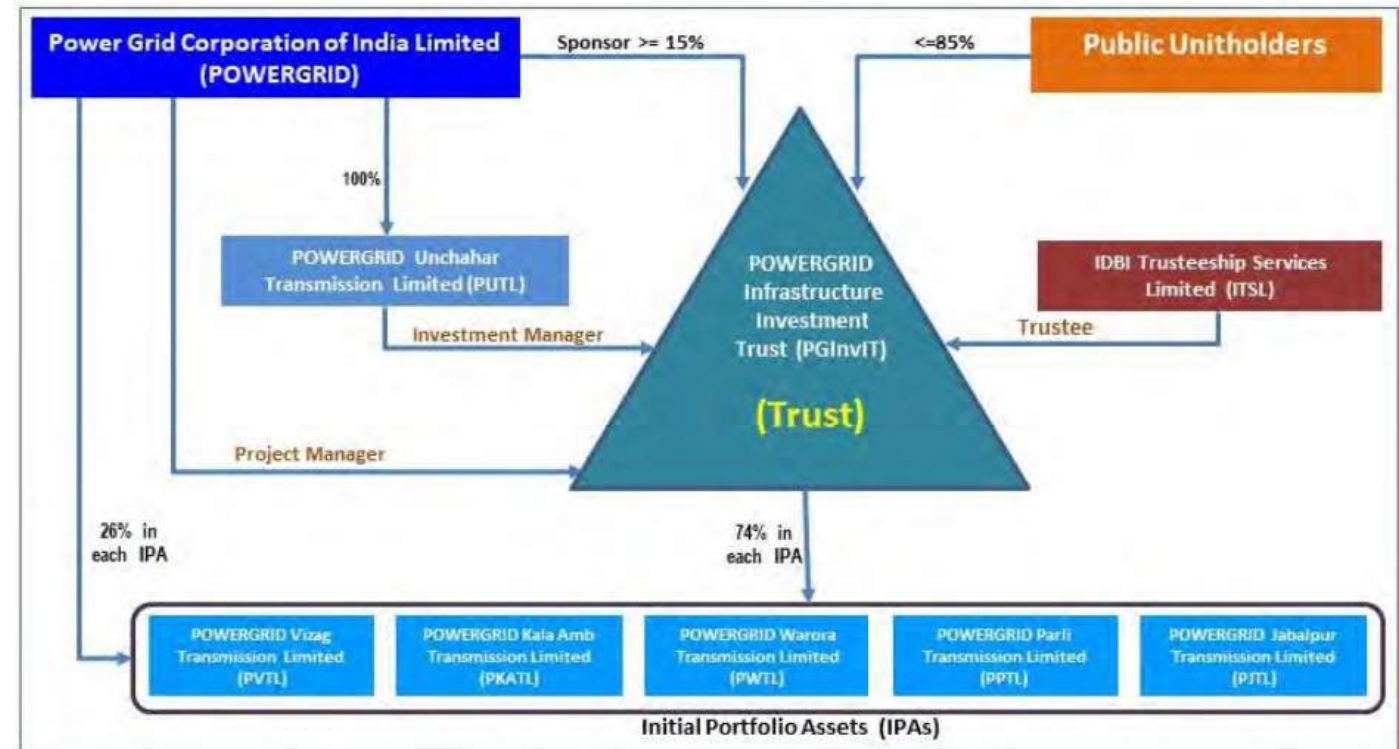 Power Grid Corporation of India Limited
(POWERGRID)
Sponsor >= 15%
<=85%
Public Unitholders
100%
POWERGRID Unchahar
Transmission Limited (PUTL)
POWERGRID
Infrastructure
Investment
Trust (PGInvIT)
(Trust)
IDBI Trusteeship Services
Limited (ITSL)
Investment Manager
Trustee
Project Manager
26% in
each IPA
74% in
each IPA
POWERGRID Vizag
Transmission Limited
(PVTL)
POWERGRID Kala Amb
Transmission Limited
(PKATL)
POWERGRID Warora
Transmission Limited
(PWTL)
POWERGRID Parli
Transmission Limited
(PPTL)
POWERGRID Jabalpur
Transmission Limited
(PJTL)
Initial Portfolio Assets (IPAs)